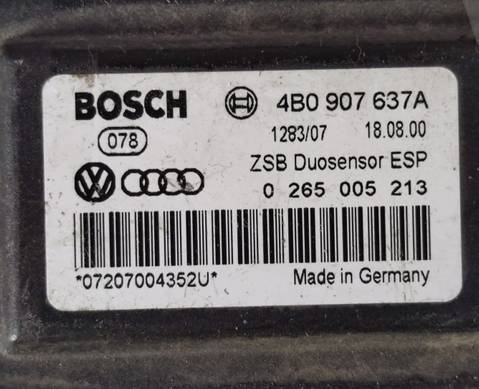 BOSCH 4B0 907 637A
078 1283/07 18.08.00
ZSB Duosensor ESP
0 265 005 213
*07207004352U* Made in Germany